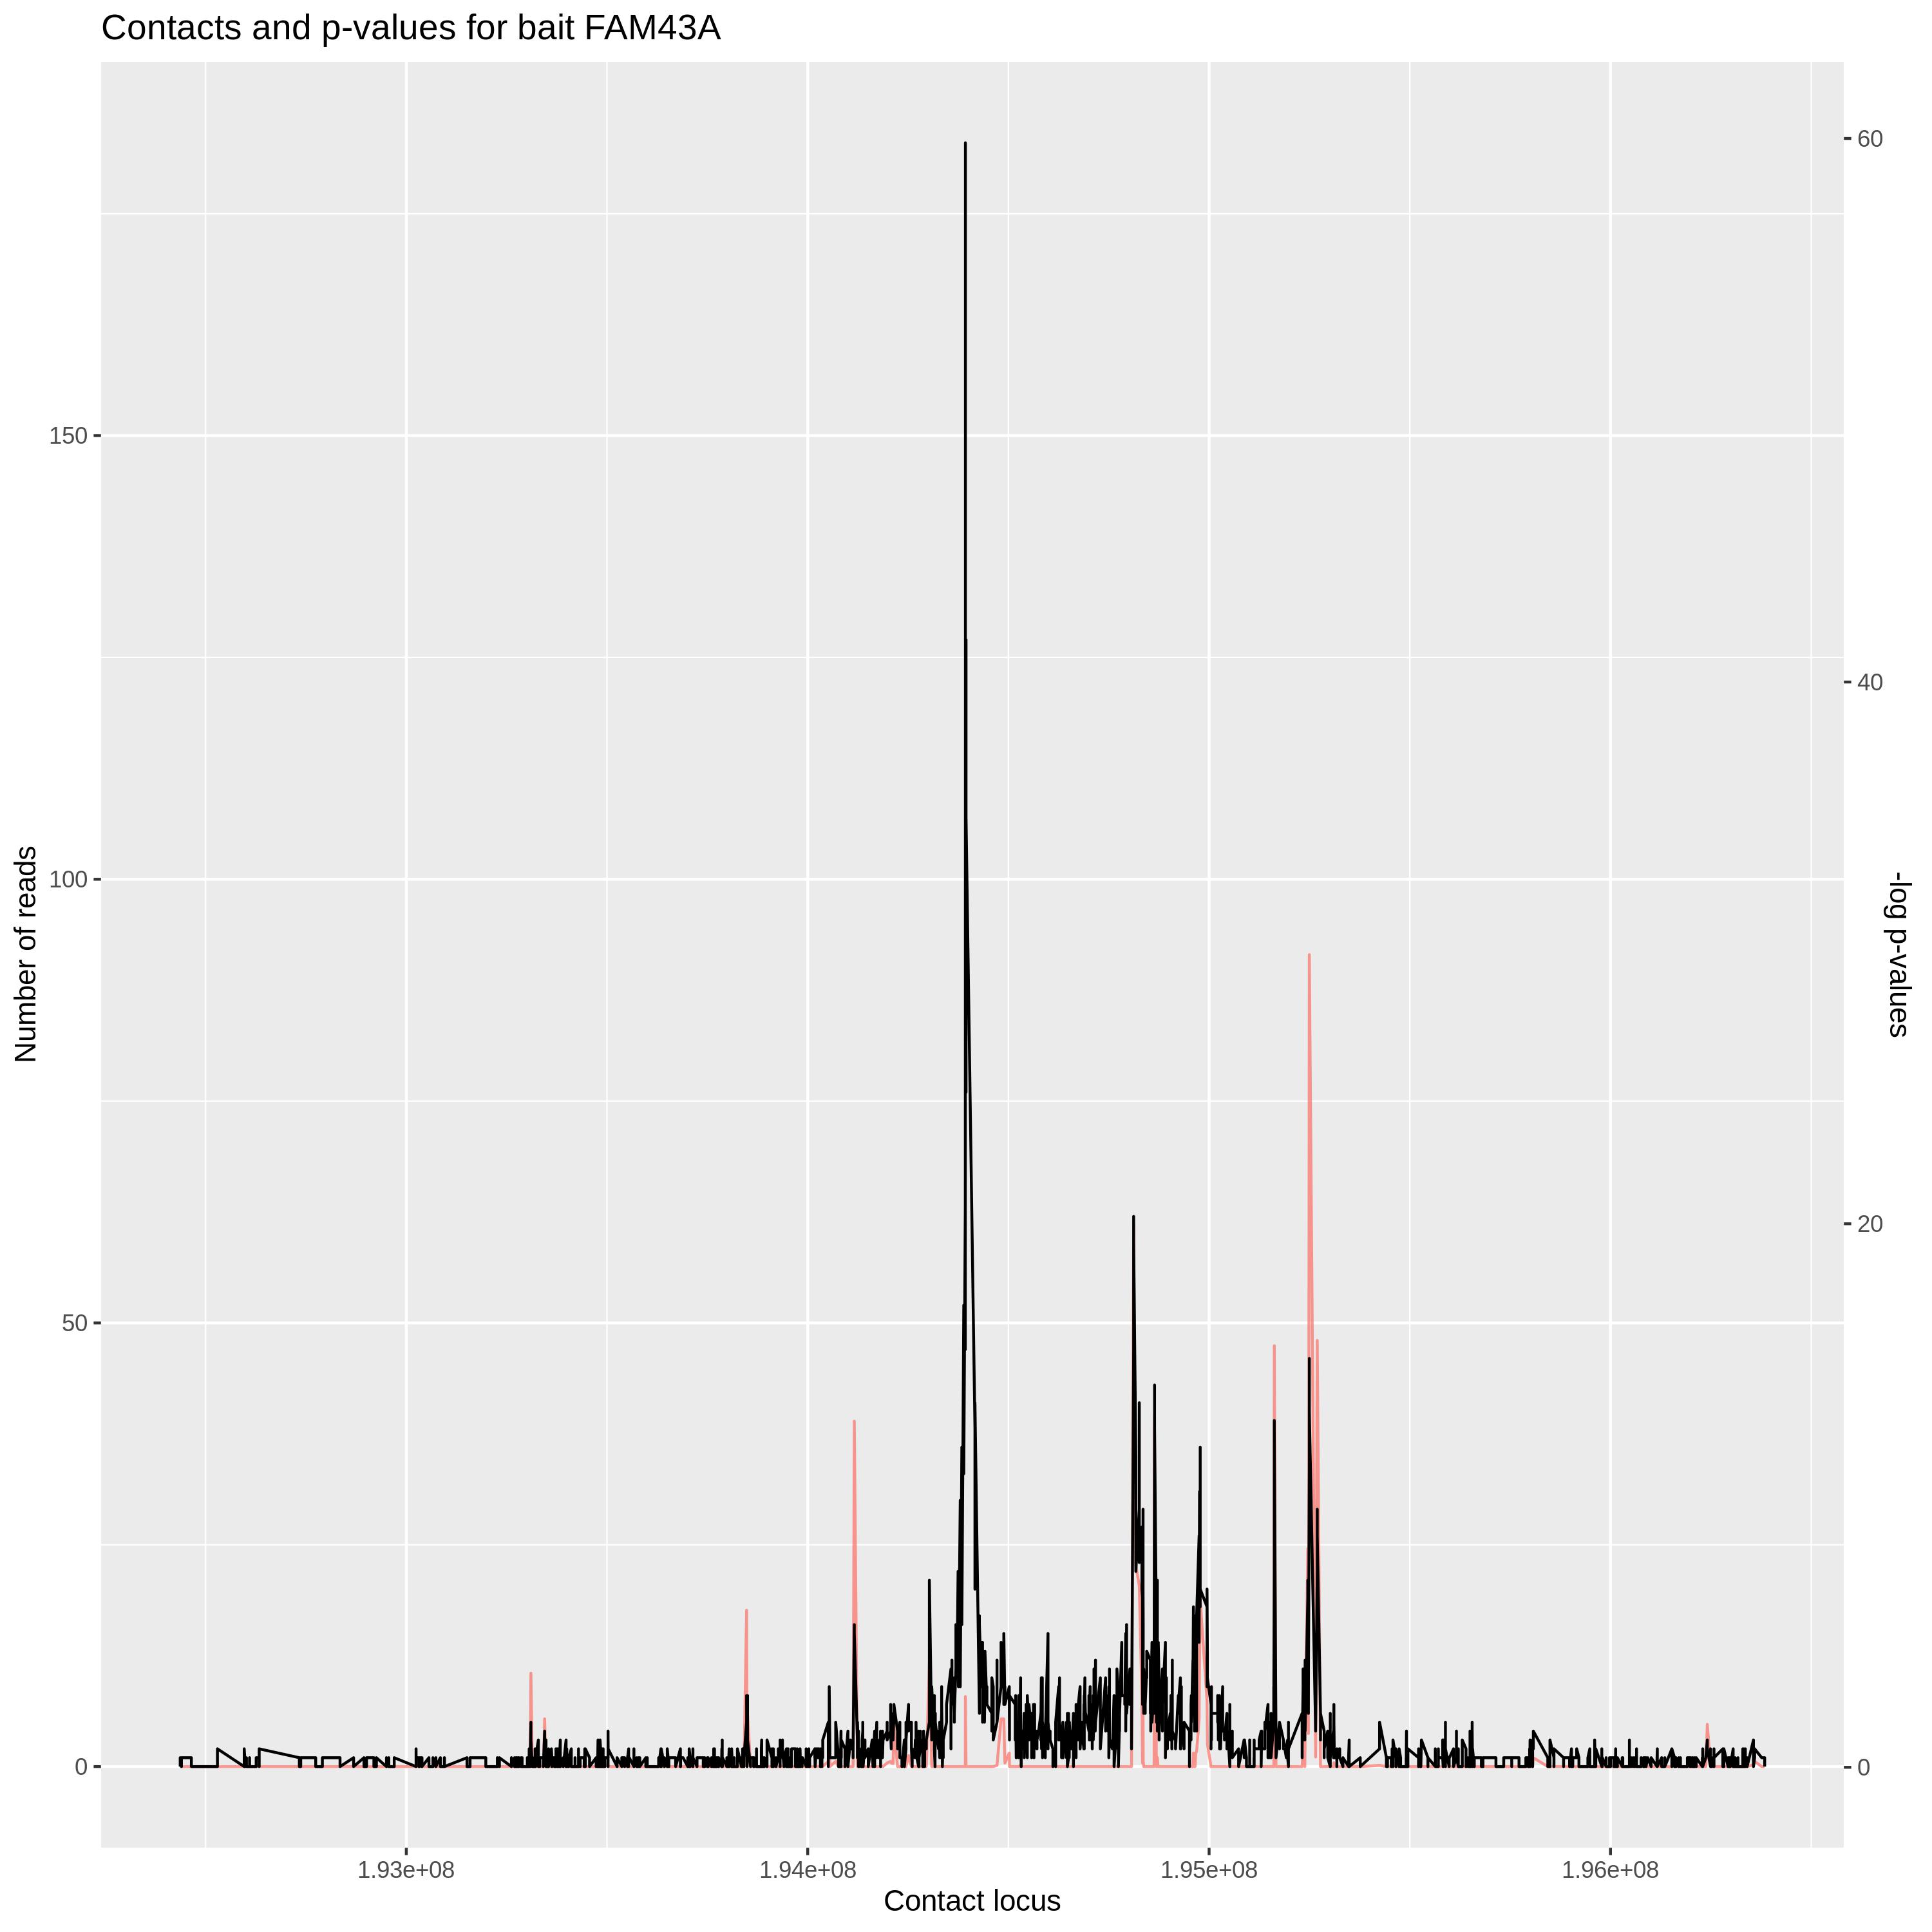 Contacts and p-values for bait FAM43A
Number of reads
150
100
50
0
60
40
20
0
-log p-values
1.93e+08
1.94e+08
1.95e+08
1.96e+08
Contact locus